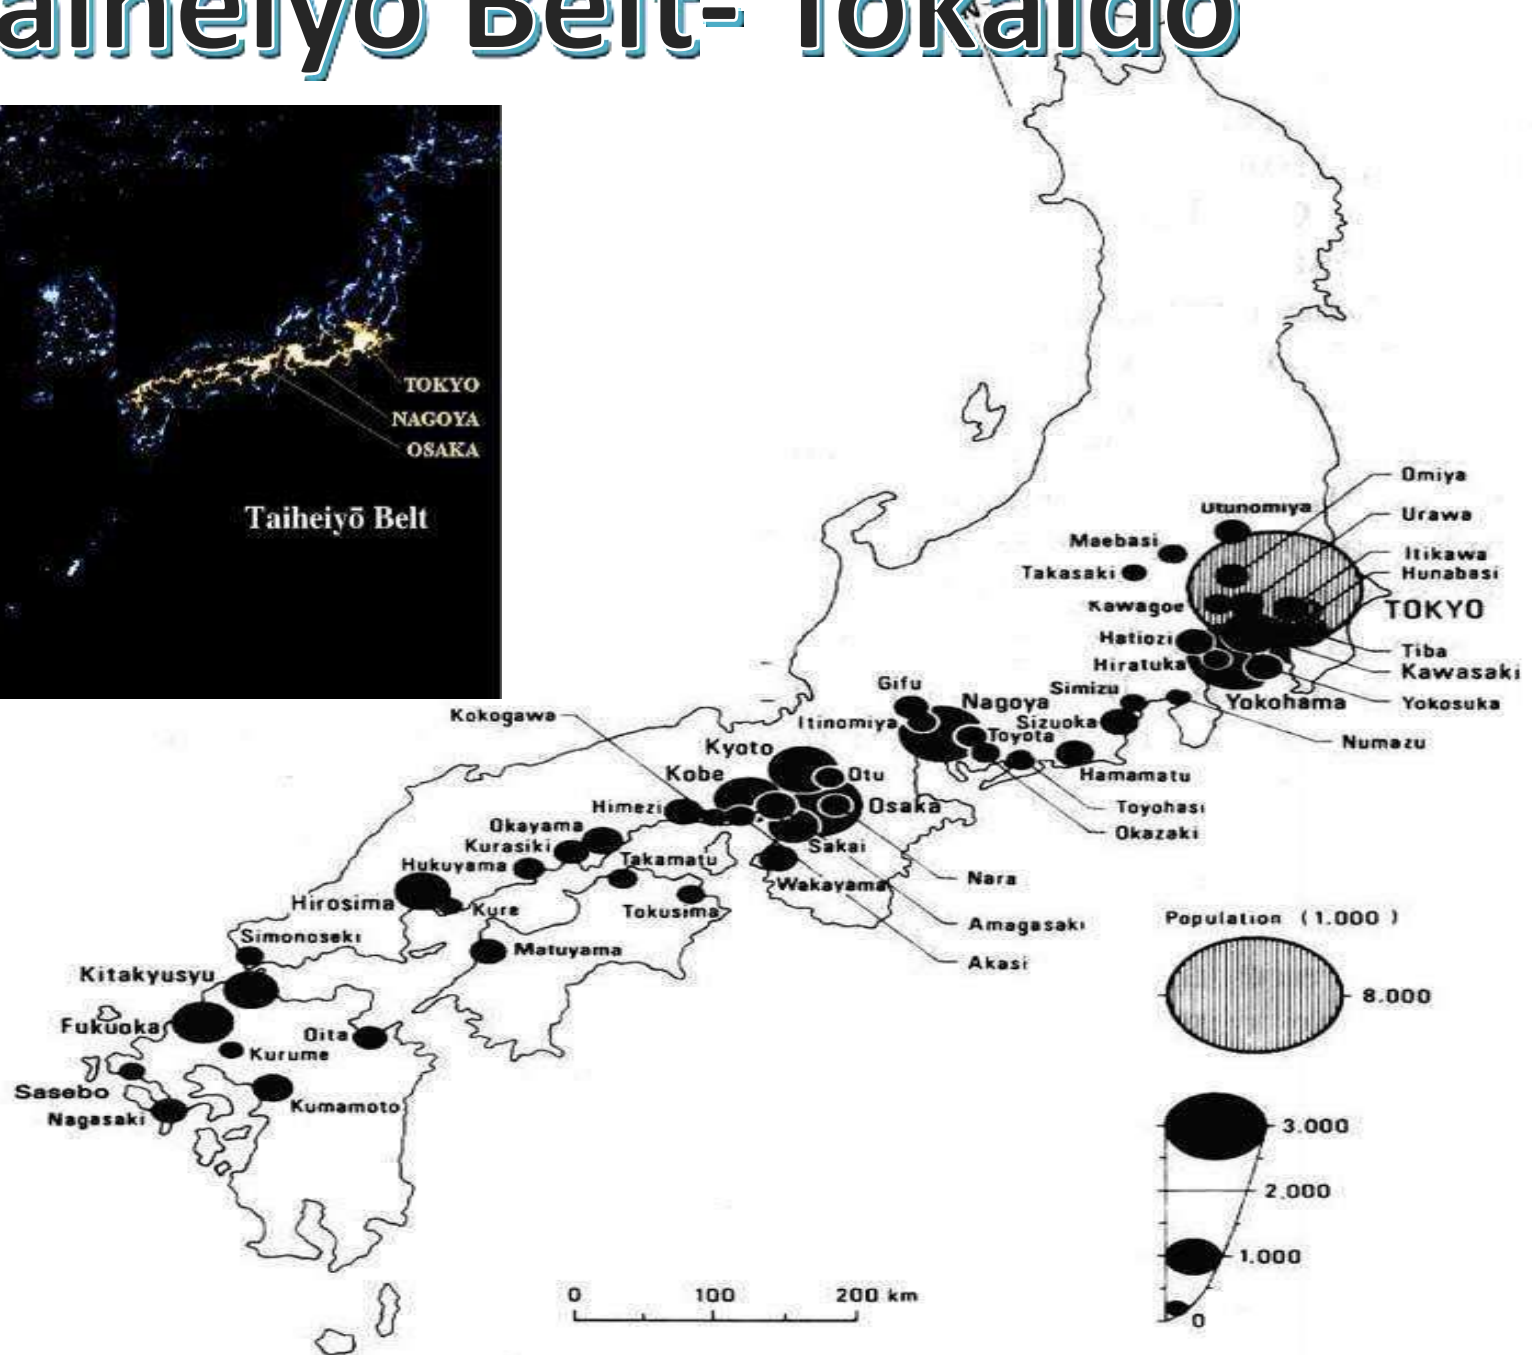 aiheiyo Belt- Tokaido
N
TOKYO
NAGOYA
OSAKA
Taiheiyō Belt
Omiya
Utunomiya
Urawa
Maebasi
Itikawa
Takasaki
Hunabasi
Kawagoe
TOKYO
Hatiozi
Tiba
Hiratuka
Kawasaki
Gifu
Simizu
Nagoya
Yokohama
Yokosuka
Kokogawa
Itinomiya
Sizuoka
Toyota
Numazu
Kyoto
Kobe
Otu
Hamamatu
Himezi
Osaka
Toyohasi
Okayama
Okazaki
Kurasiki
Sakai
Hukuyama
Takamatu
Nara
Wakayama
Hirosima
Kure
Tokusima
Amagasaki
Simonoseki
Matuyama
Akasi
Kitakyusyu
Fukuoka
Oita
Kurume
Sasebo
Nagasaki
Kumamoto
Population (1.000 )
8.000
3.000
2.000
1.000
0
0 100 200 km